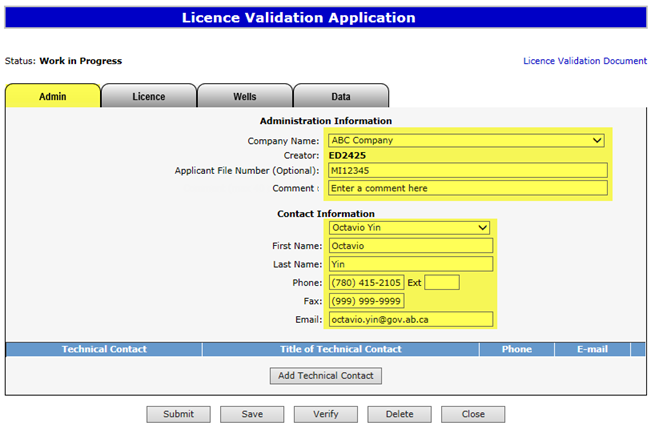 Licence Validation Application
Status: Work in Progress Licence Validation Document
Admin Licence Wells Data
Administration Information
Company Name: ABC Company
Creator: ED2425
Applicant File Number (Optional): MI12345
Comment : Enter a comment here
Contact Information
Octavio Yin
First Name: Octavio
Last Name: Yin
Phone: (780) 415-2105 Ext
Fax: (999) 999-9999
Email: octavio.yin@gov.ab.ca
Technical Contact Title of Technical Contact Phone E-mail
Add Technical Contact
Submit Save Verify Delete Close